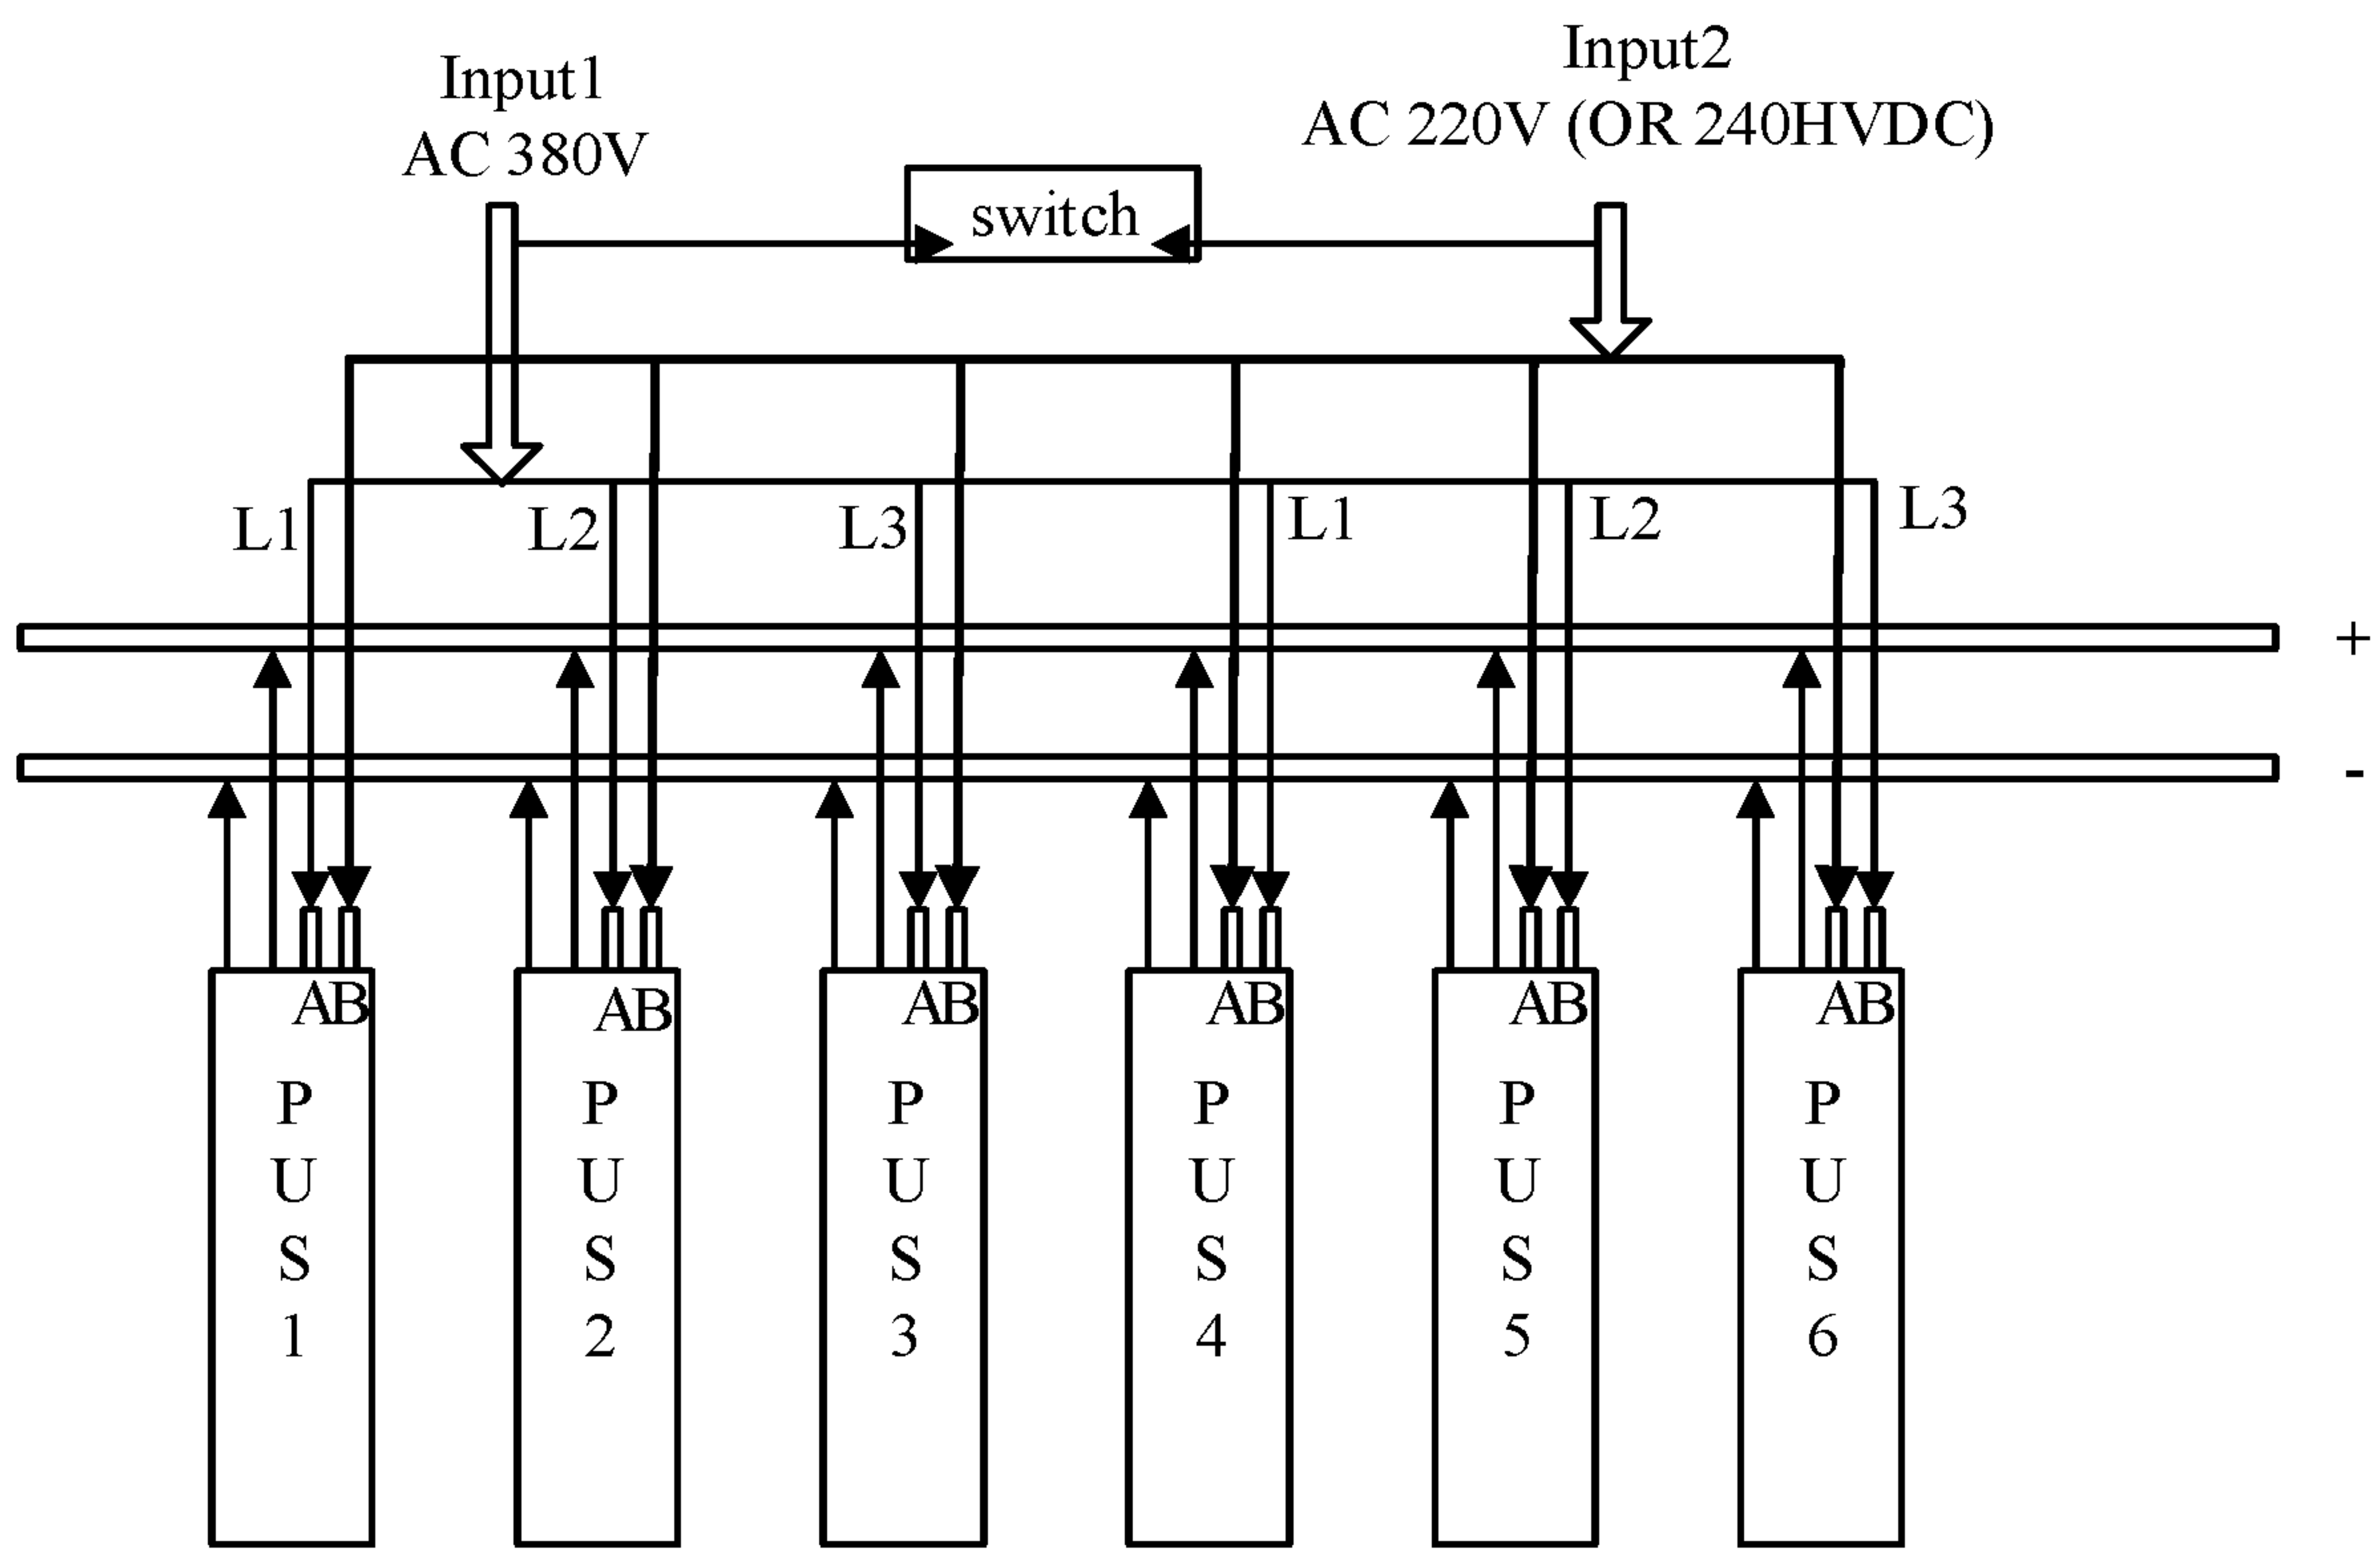 Input1
AC 380V
Input2
AC 220V (OR 240HVDC)
switch
L1
L2
L3
L1
L2
L3
+
-
AB
AB
AB
AB
AB
AB
P
U
S
1
P
U
S
2
P
U
S
3
P
U
S
4
P
U
S
5
P
U
S
6